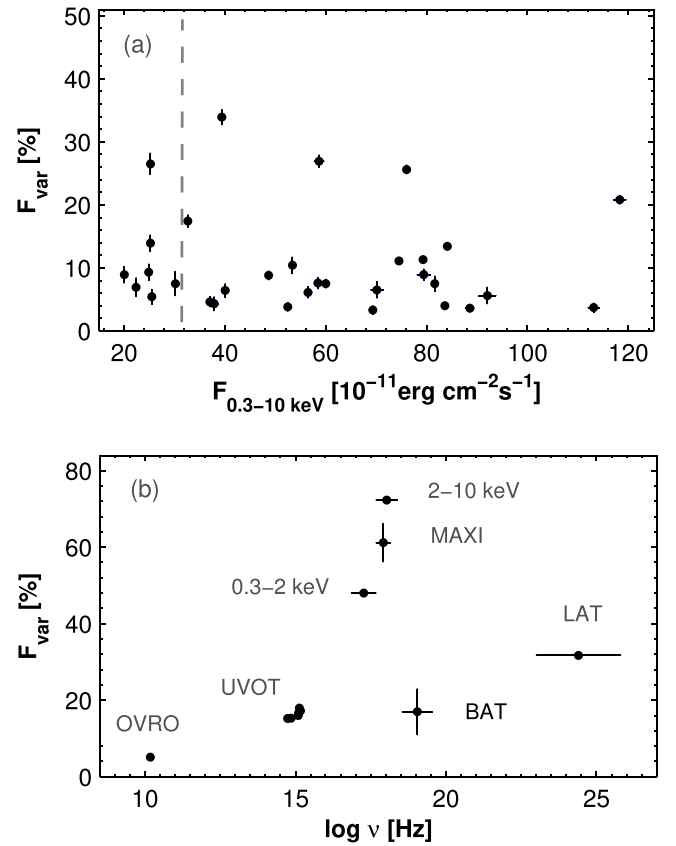 50
(a)
40
30
20
10
0
F_var [%]
20 40 60 80 100 120
F_0.3−10 keV [10^−11 erg cm^−2 s^−1]
80
(b)
2−10 keV
MAXI
60
0.3−2 keV
40
LAT
UVOT
20
BAT
OVRO
0
F_var [%]
10 15 20 25
log ν [Hz]